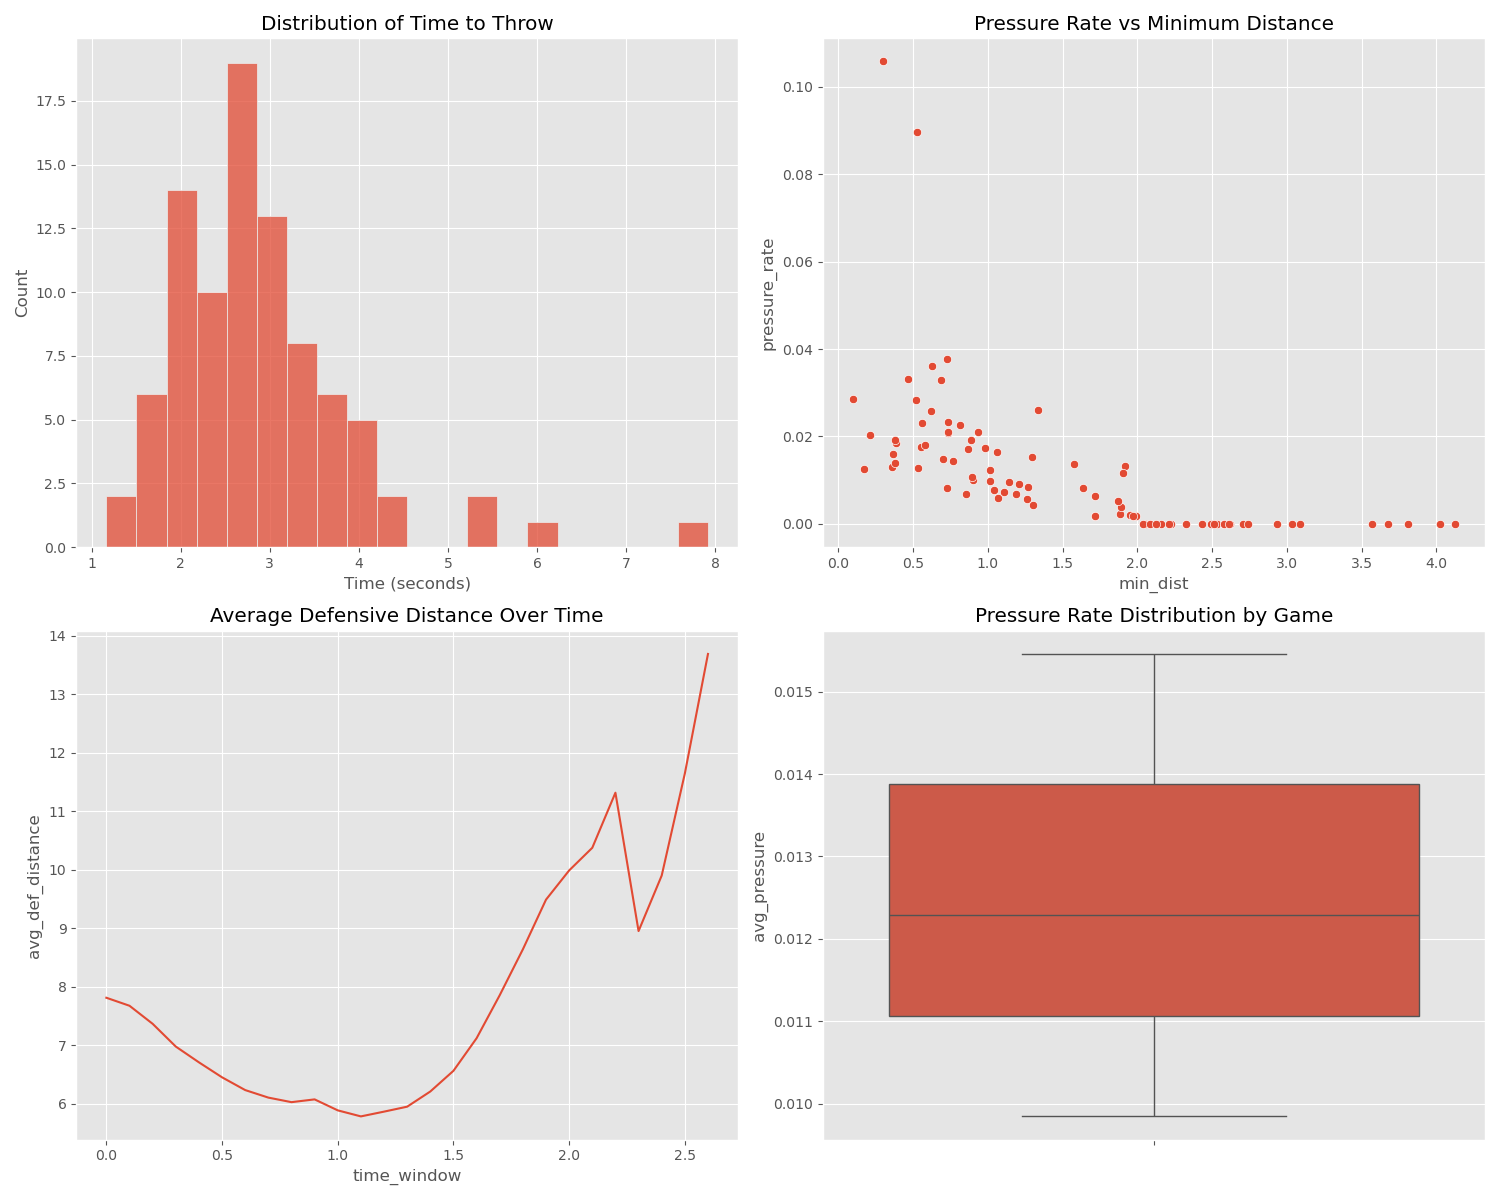 Distribution of Time to Throw
17.5
15.0
12.5
10.0
7.5
5.0
2.5
0.0
Count
1 2 3 4 5 6 7 8
Time (seconds)
Pressure Rate vs Minimum Distance
0.10
0.08
0.06
0.04
0.02
0.00
pressure_rate
0.0 0.5 1.0 1.5 2.0 2.5 3.0 3.5 4.0
min_dist
Average Defensive Distance Over Time
14
13
12
11
10
9
8
7
6
avg_def_distance
0.0 0.5 1.0 1.5 2.0 2.5
time_window
Pressure Rate Distribution by Game
0.015
0.014
0.013
0.012
0.011
0.010
avg_pressure